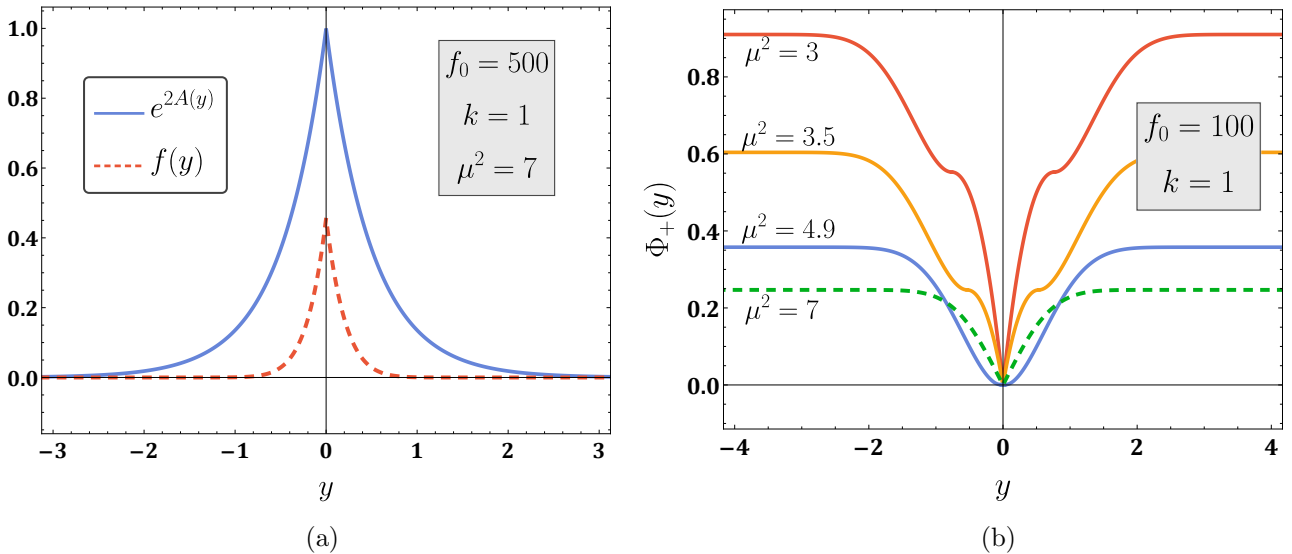 1.0
0.8
0.6
0.4
0.2
0.0
−3 −2 −1 0 1 2 3
y
e^{2A(y)}
f(y)
f_0 = 500
k = 1
μ^2 = 7
(a)
Φ_+(y)
0.8
0.6
0.4
0.2
0.0
−4 −2 0 2 4
y
μ^2 = 3
μ^2 = 3.5
μ^2 = 4.9
μ^2 = 7
f_0 = 100
k = 1
(b)